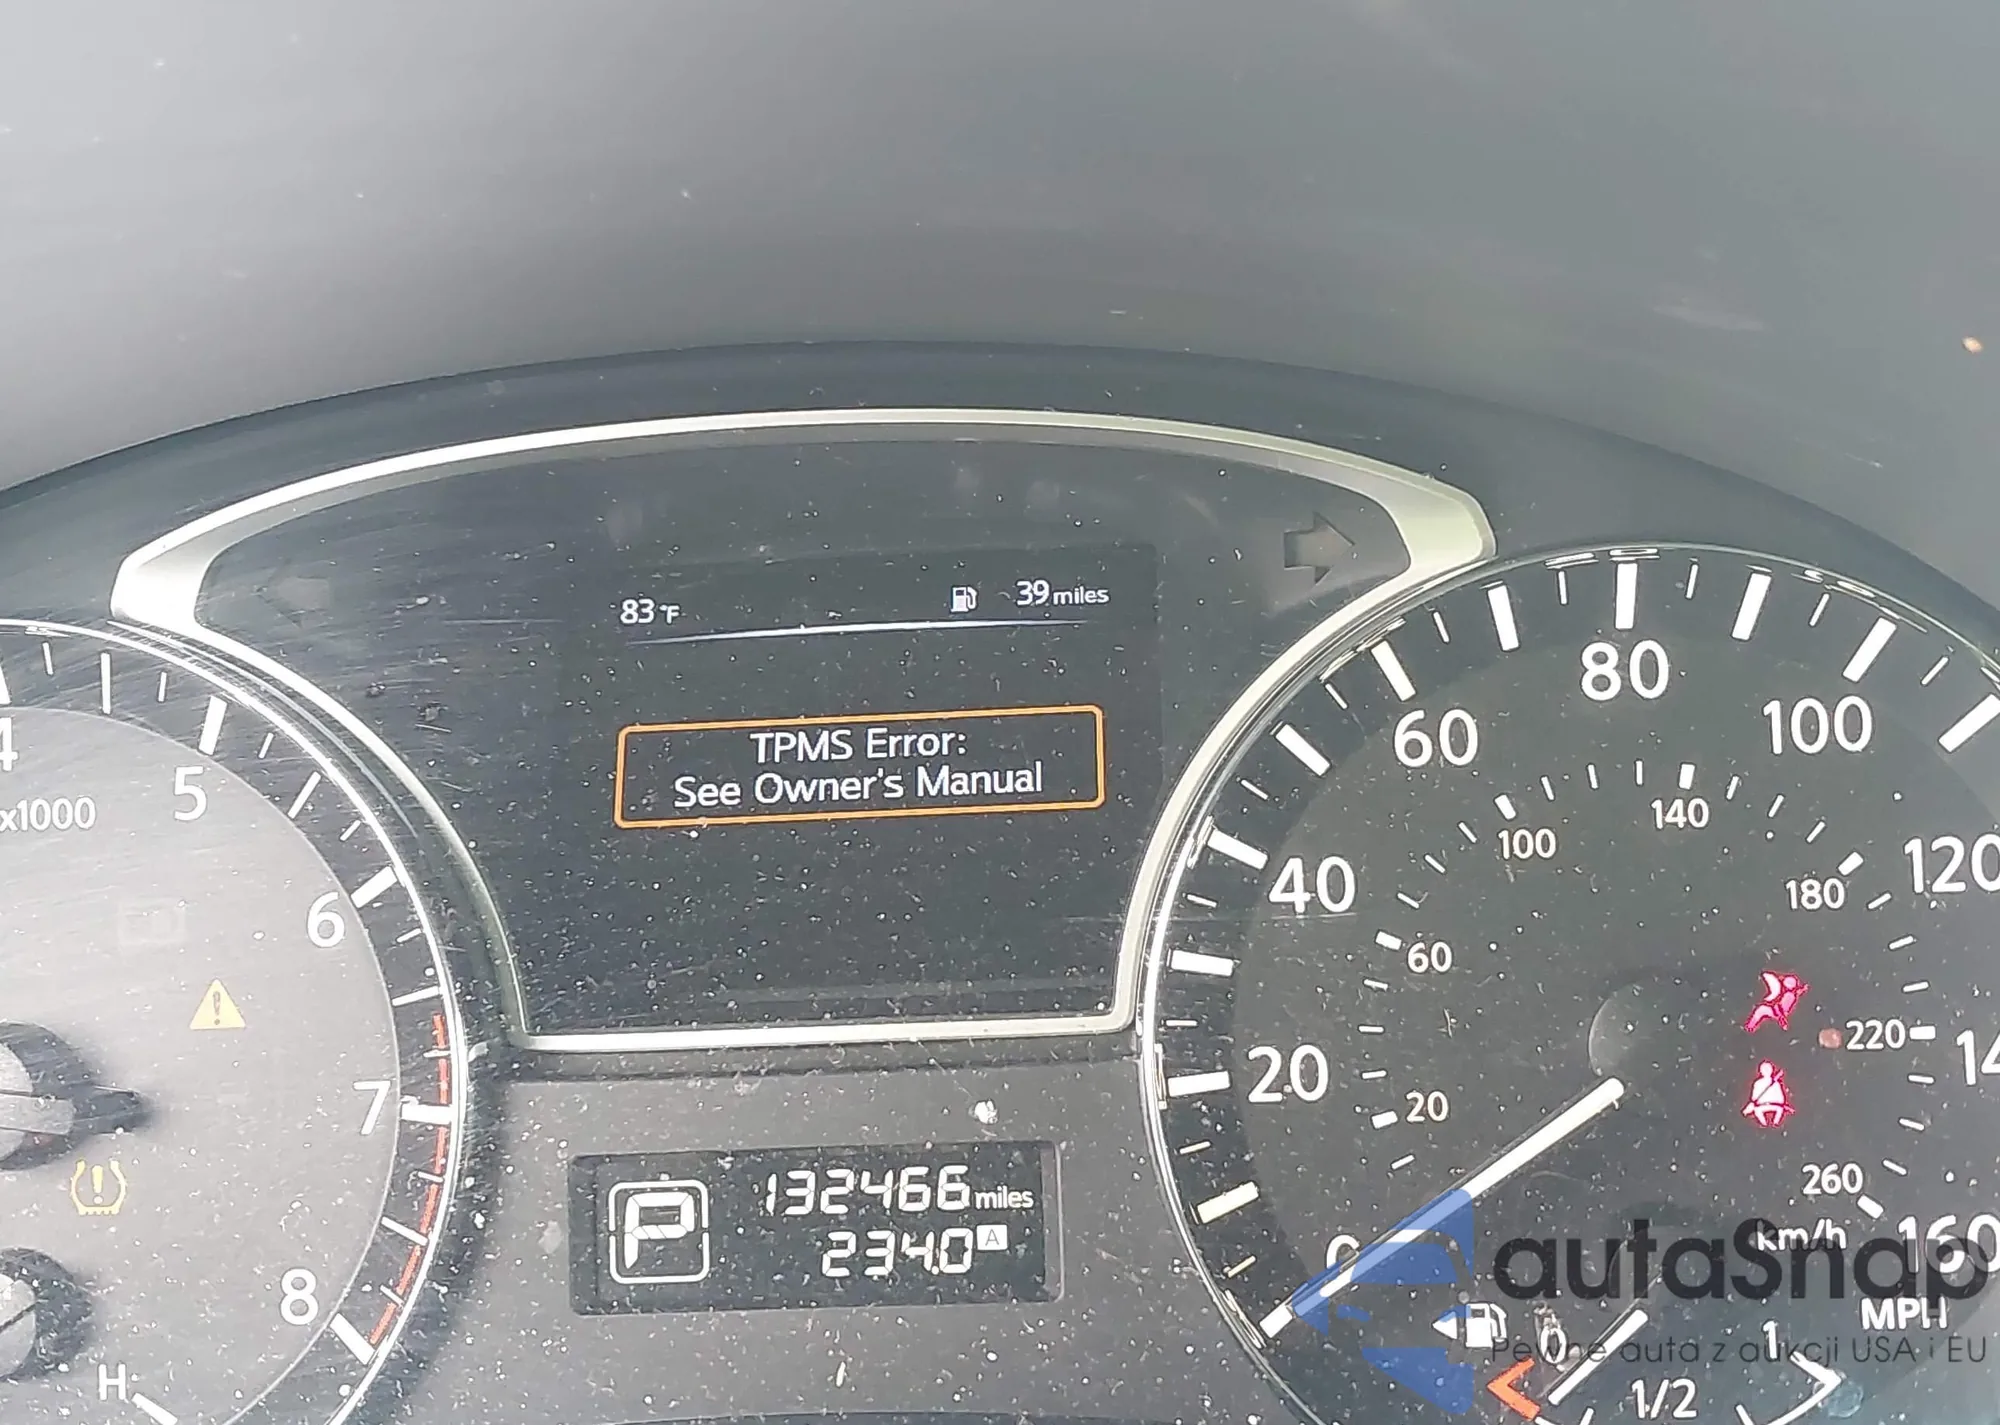 83°F 39 miles
TPMS Error:
See Owner's Manual
4 5 6 7 8
x1000
H
P
132466 miles
234.0 A
0 20 40 60 80 100 120 14 160
20 60 100 140 180 220 260
km/h
MPH
0 1/2 1
autaSnap
Pewne auta z aukcji USA i EU